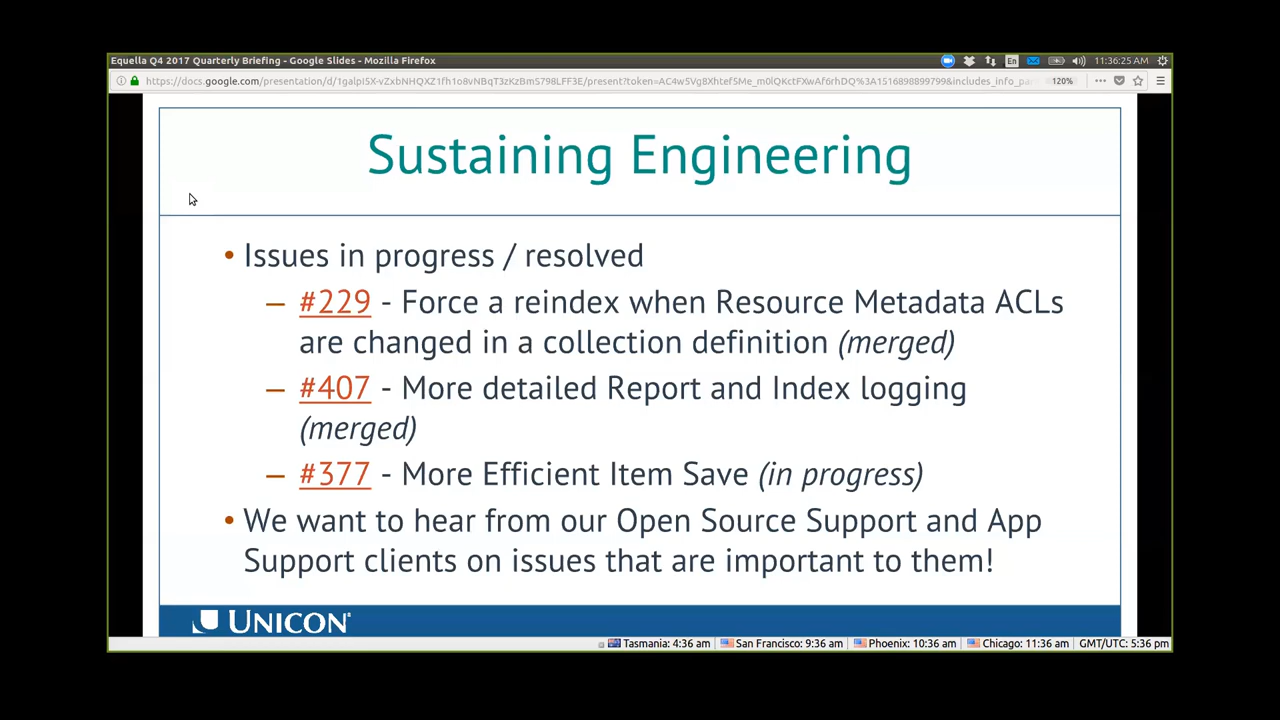 Equella Q4 2017 Quarterly Briefing - Google Slides - Mozilla Firefox
En
11:36:25 AM
120%
Sustaining Engineering
• Issues in progress / resolved
– #229 - Force a reindex when Resource Metadata ACLs
are changed in a collection definition (merged)
– #407 - More detailed Report and Index logging
(merged)
– #377 - More Efficient Item Save (in progress)
• We want to hear from our Open Source Support and App
Support clients on issues that are important to them!
UNICON
Tasmania: 4:36 am San Francisco: 9:36 am Phoenix: 10:36 am Chicago: 11:36 am GMT/UTC: 5:36 pm